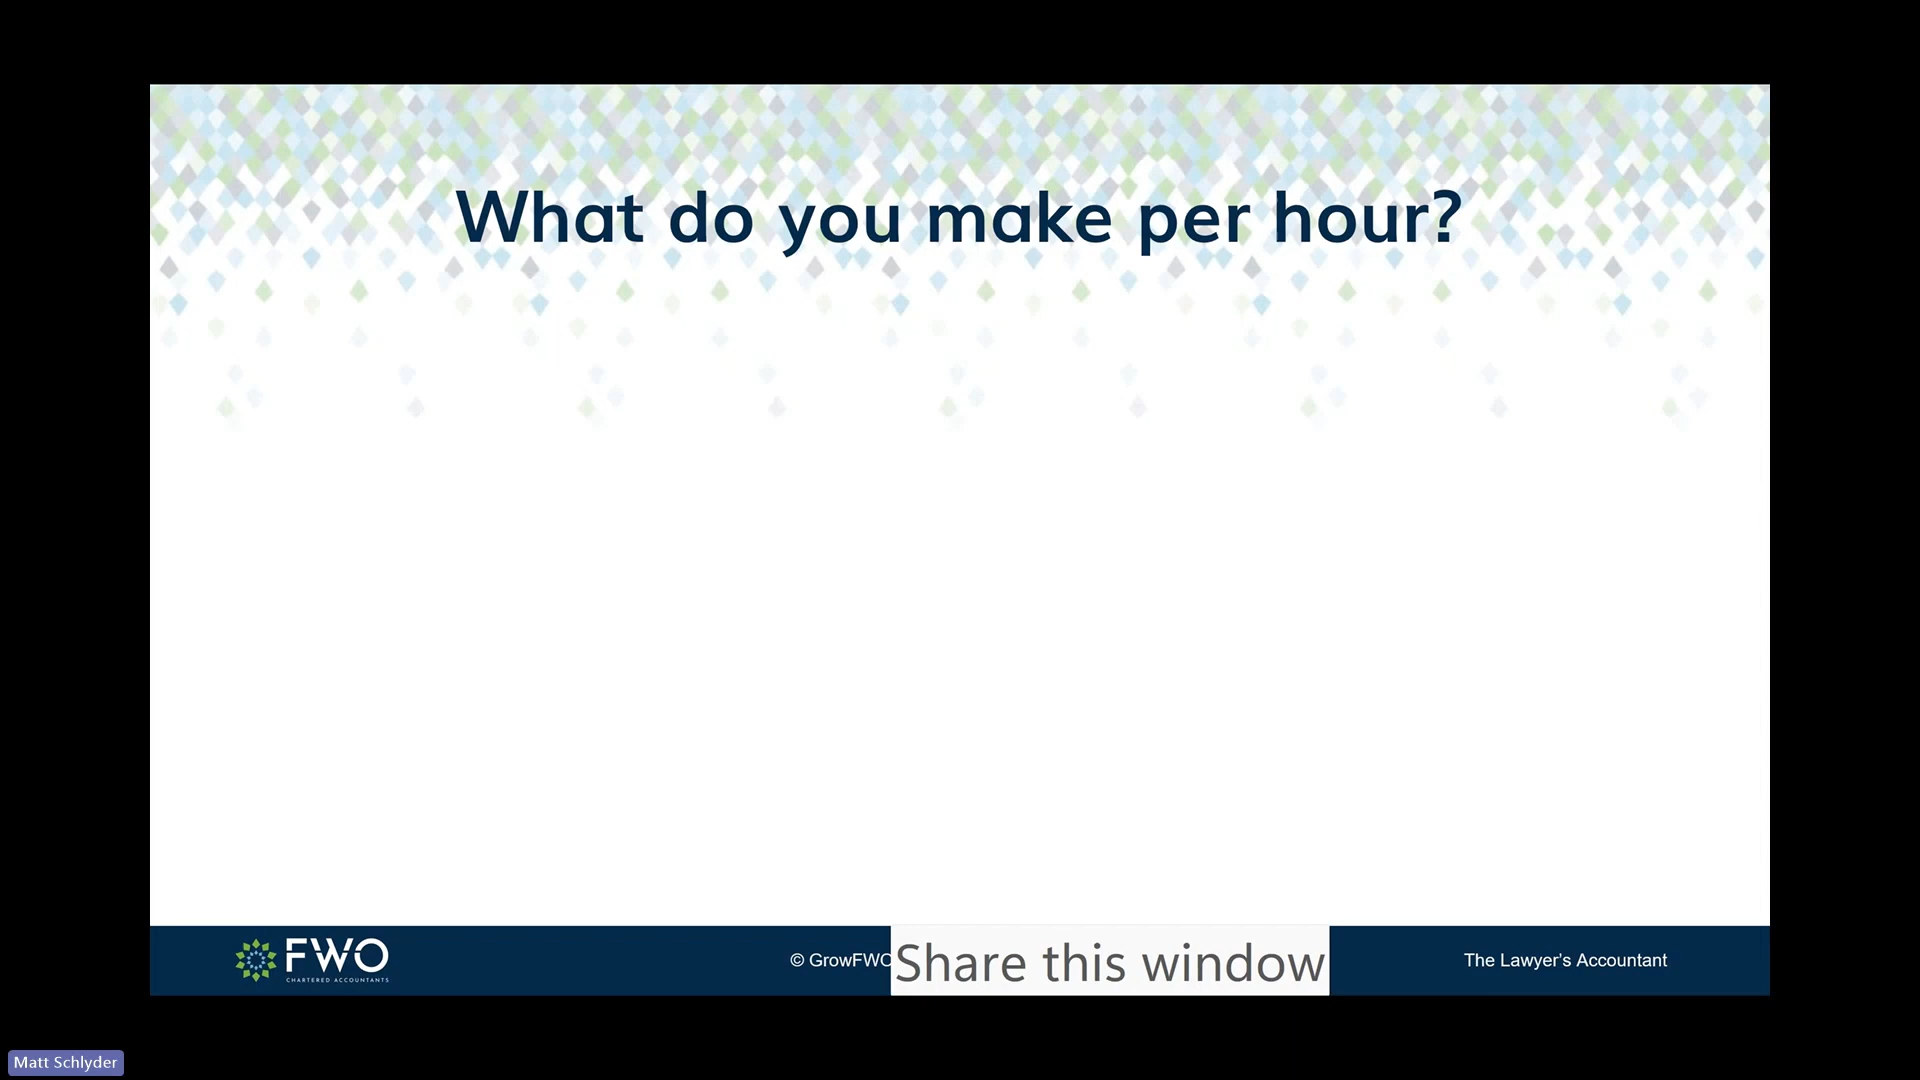 What do you make per hour?
FWO
CHARTERED ACCOUNTANTS
© GrowFWO
Share this window
The Lawyer's Accountant
Matt Schlyder